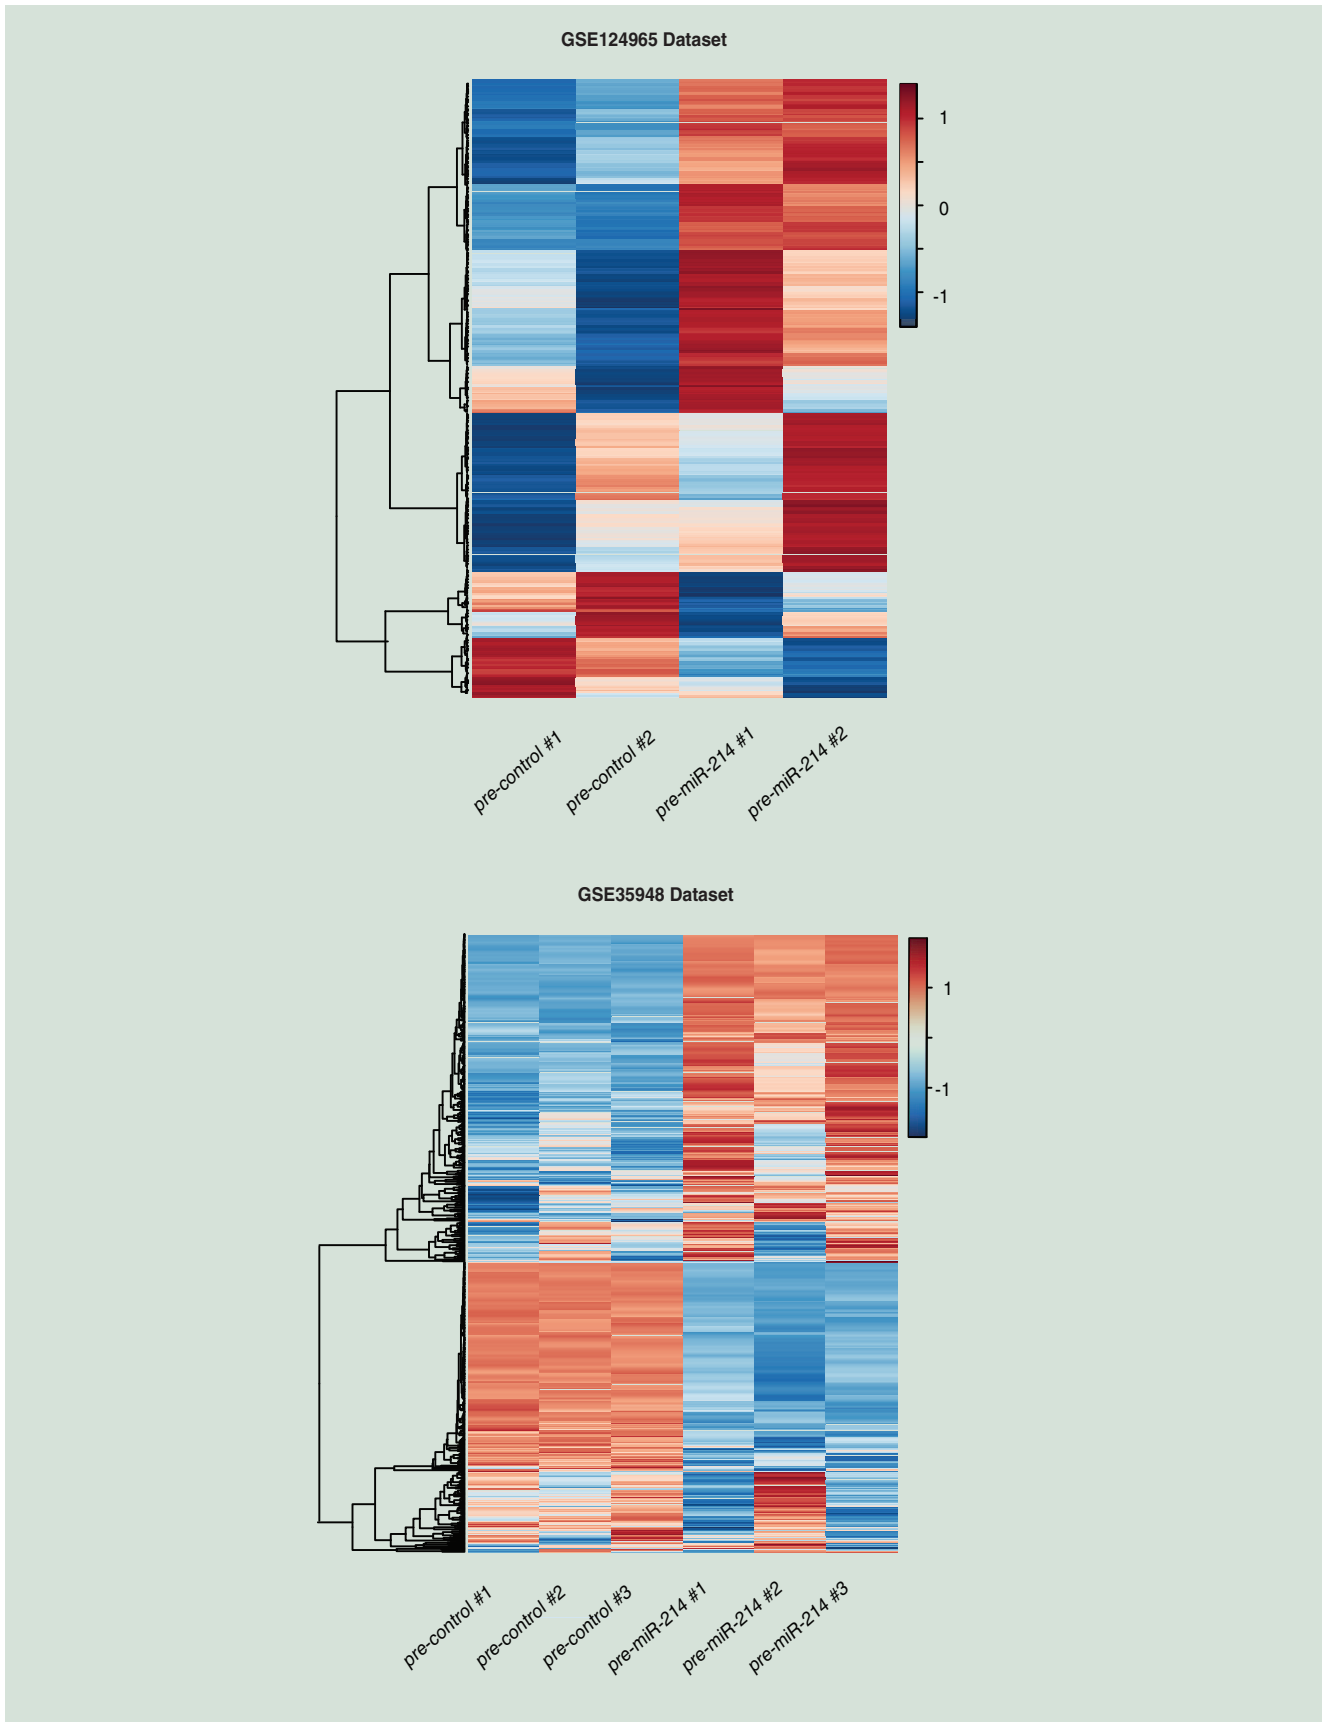 GSE124965 Dataset
1
0
-1
pre-control #1
pre-control #2
pre-miR-214 #1
pre-miR-214 #2
GSE35948 Dataset
1
-1
pre-control #1
pre-control #2
pre-control #3
pre-miR-214 #1
pre-miR-214 #2
pre-miR-214 #3